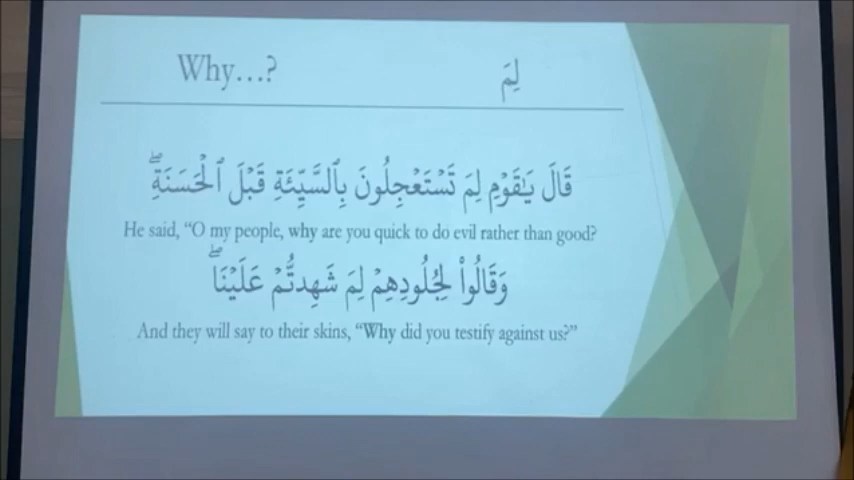 Why...? لِمَ
قَالَ يَـٰقَوْمِ لِمَ تَسْتَعْجِلُونَ بِٱلسَّيِّئَةِ قَبْلَ ٱلْحَسَنَةِ ۖ
He said, “O my people, why are you quick to do evil rather than good?
وَقَالُوا۟ لِجُلُودِهِمْ لِمَ شَهِدتُّمْ عَلَيْنَا ۖ
And they will say to their skins, “Why did you testify against us?”